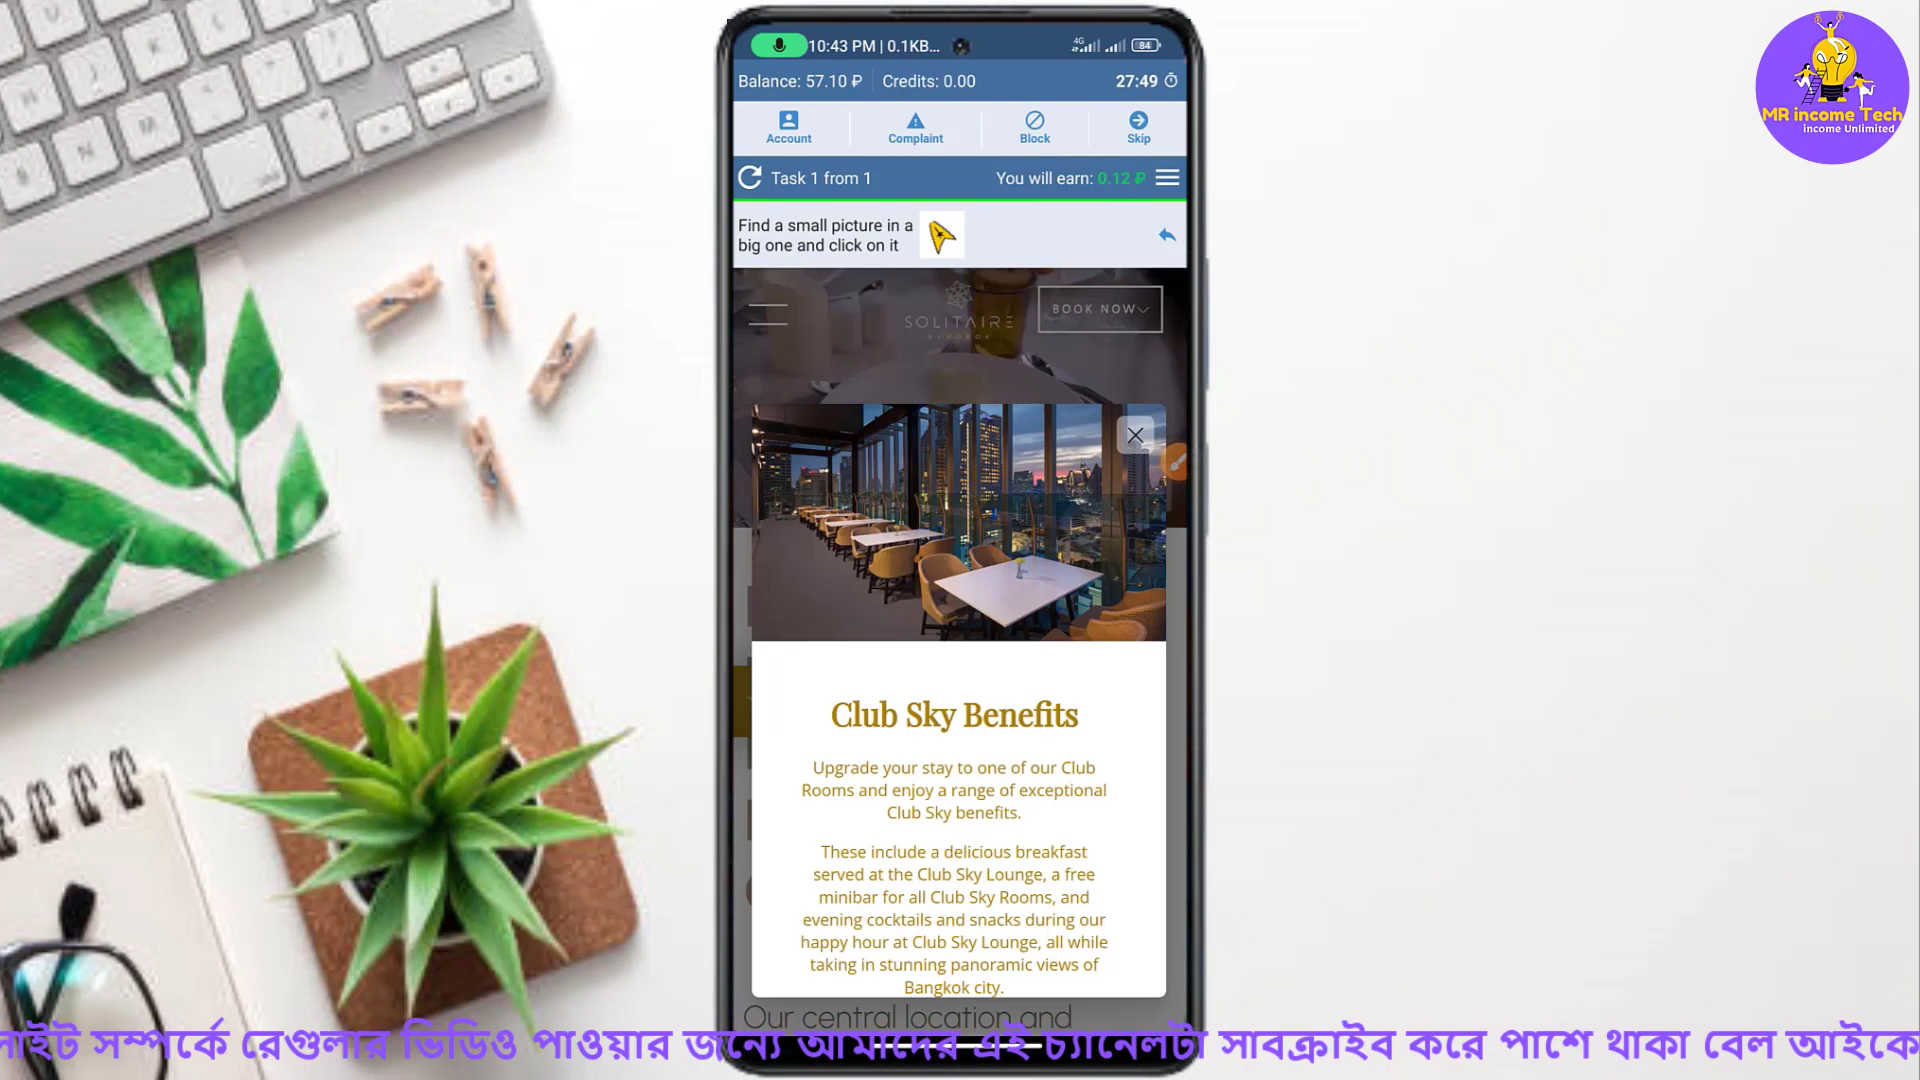 10:43 PM | 0.1KB...
4G
84
Balance: 57.10 ₽
Credits: 0.00
27:49
Account
Complaint
Block
Skip
Task 1 from 1
You will earn: 0.12 ₽
Find a small picture in a
big one and click on it
SOLITAIRE
BANGKOK
BOOK NOW
Club Sky Benefits
Upgrade your stay to one of our Club
Rooms and enjoy a range of exceptional
Club Sky benefits.
These include a delicious breakfast
served at the Club Sky Lounge, a free
minibar for all Club Sky Rooms, and
evening cocktails and snacks during our
happy hour at Club Sky Lounge, all while
taking in stunning panoramic views of
Bangkok city.
Our central location and
MR income Tech
income Unlimited
সম্পর্কে রেগুলার ভিডিও পাওয়ার জন্যে আমাদের এই চ্যানেলটা সাবক্রাইব করে পাশে থাকা বেল আইকে